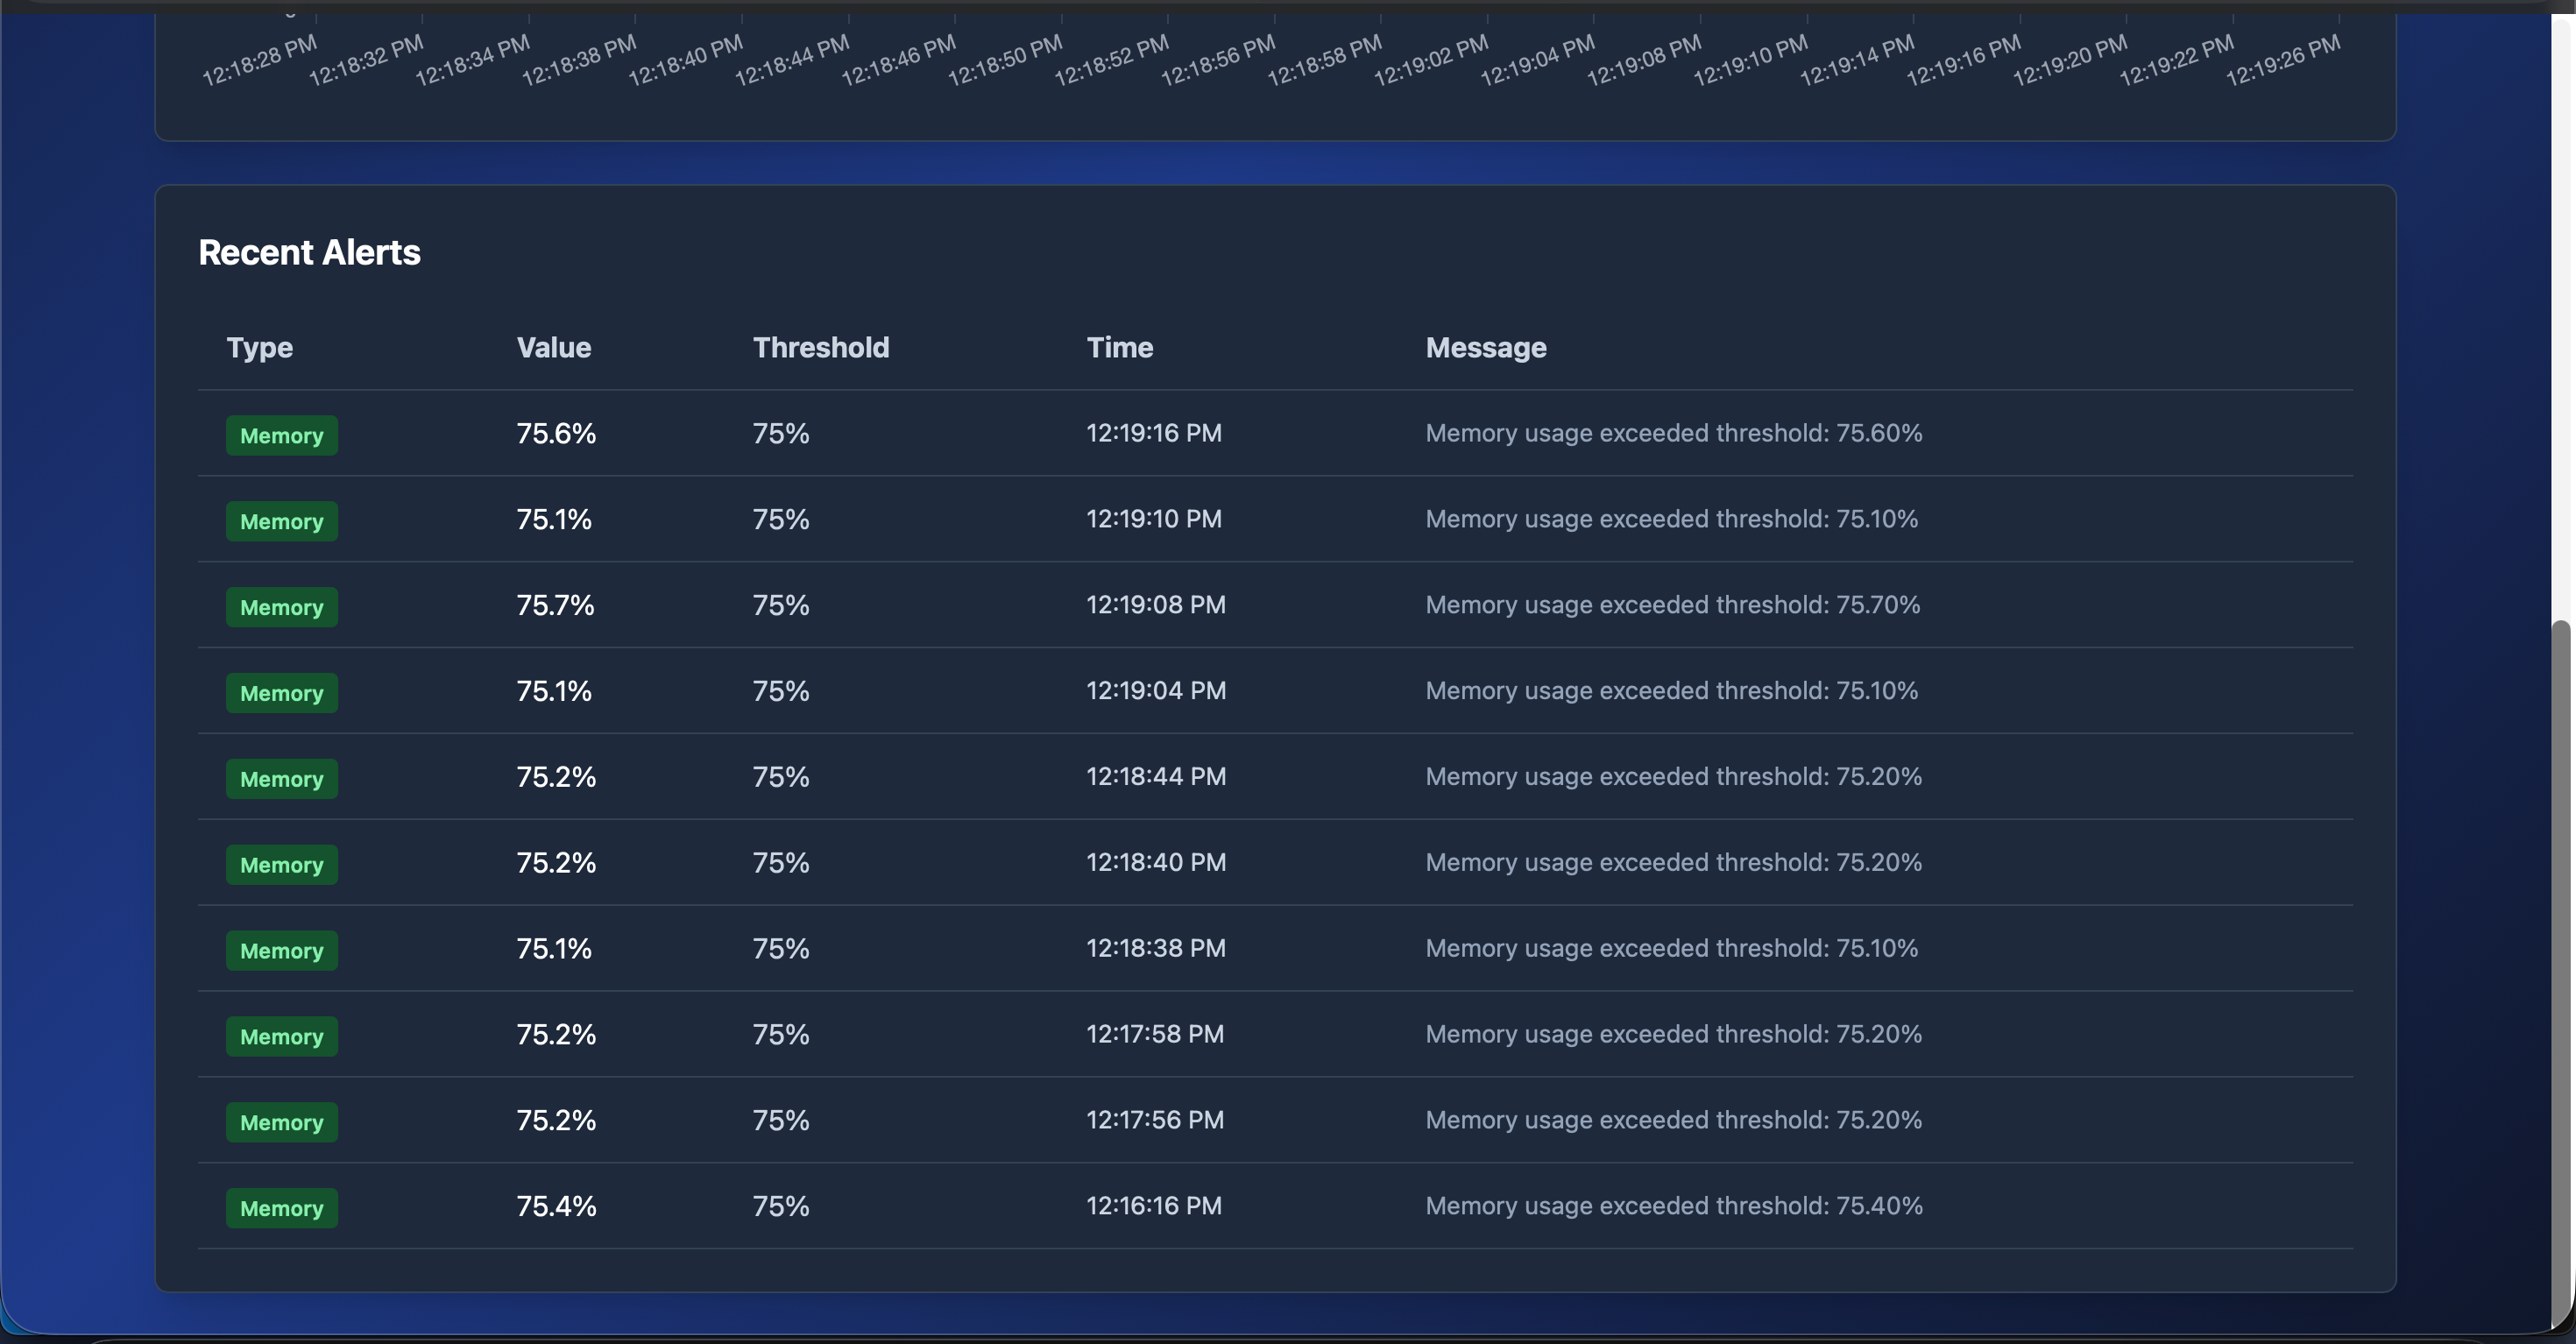 12:18:28 PM 12:18:32 PM 12:18:34 PM 12:18:38 PM 12:18:40 PM 12:18:44 PM 12:18:46 PM 12:18:50 PM 12:18:52 PM 12:18:56 PM 12:18:58 PM 12:19:02 PM 12:19:04 PM 12:19:08 PM 12:19:10 PM 12:19:14 PM 12:19:16 PM 12:19:20 PM 12:19:22 PM 12:19:26 PM
Recent Alerts
Type Value Threshold Time Message
Memory 75.6% 75% 12:19:16 PM Memory usage exceeded threshold: 75.60%
Memory 75.1% 75% 12:19:10 PM Memory usage exceeded threshold: 75.10%
Memory 75.7% 75% 12:19:08 PM Memory usage exceeded threshold: 75.70%
Memory 75.1% 75% 12:19:04 PM Memory usage exceeded threshold: 75.10%
Memory 75.2% 75% 12:18:44 PM Memory usage exceeded threshold: 75.20%
Memory 75.2% 75% 12:18:40 PM Memory usage exceeded threshold: 75.20%
Memory 75.1% 75% 12:18:38 PM Memory usage exceeded threshold: 75.10%
Memory 75.2% 75% 12:17:58 PM Memory usage exceeded threshold: 75.20%
Memory 75.2% 75% 12:17:56 PM Memory usage exceeded threshold: 75.20%
Memory 75.4% 75% 12:16:16 PM Memory usage exceeded threshold: 75.40%